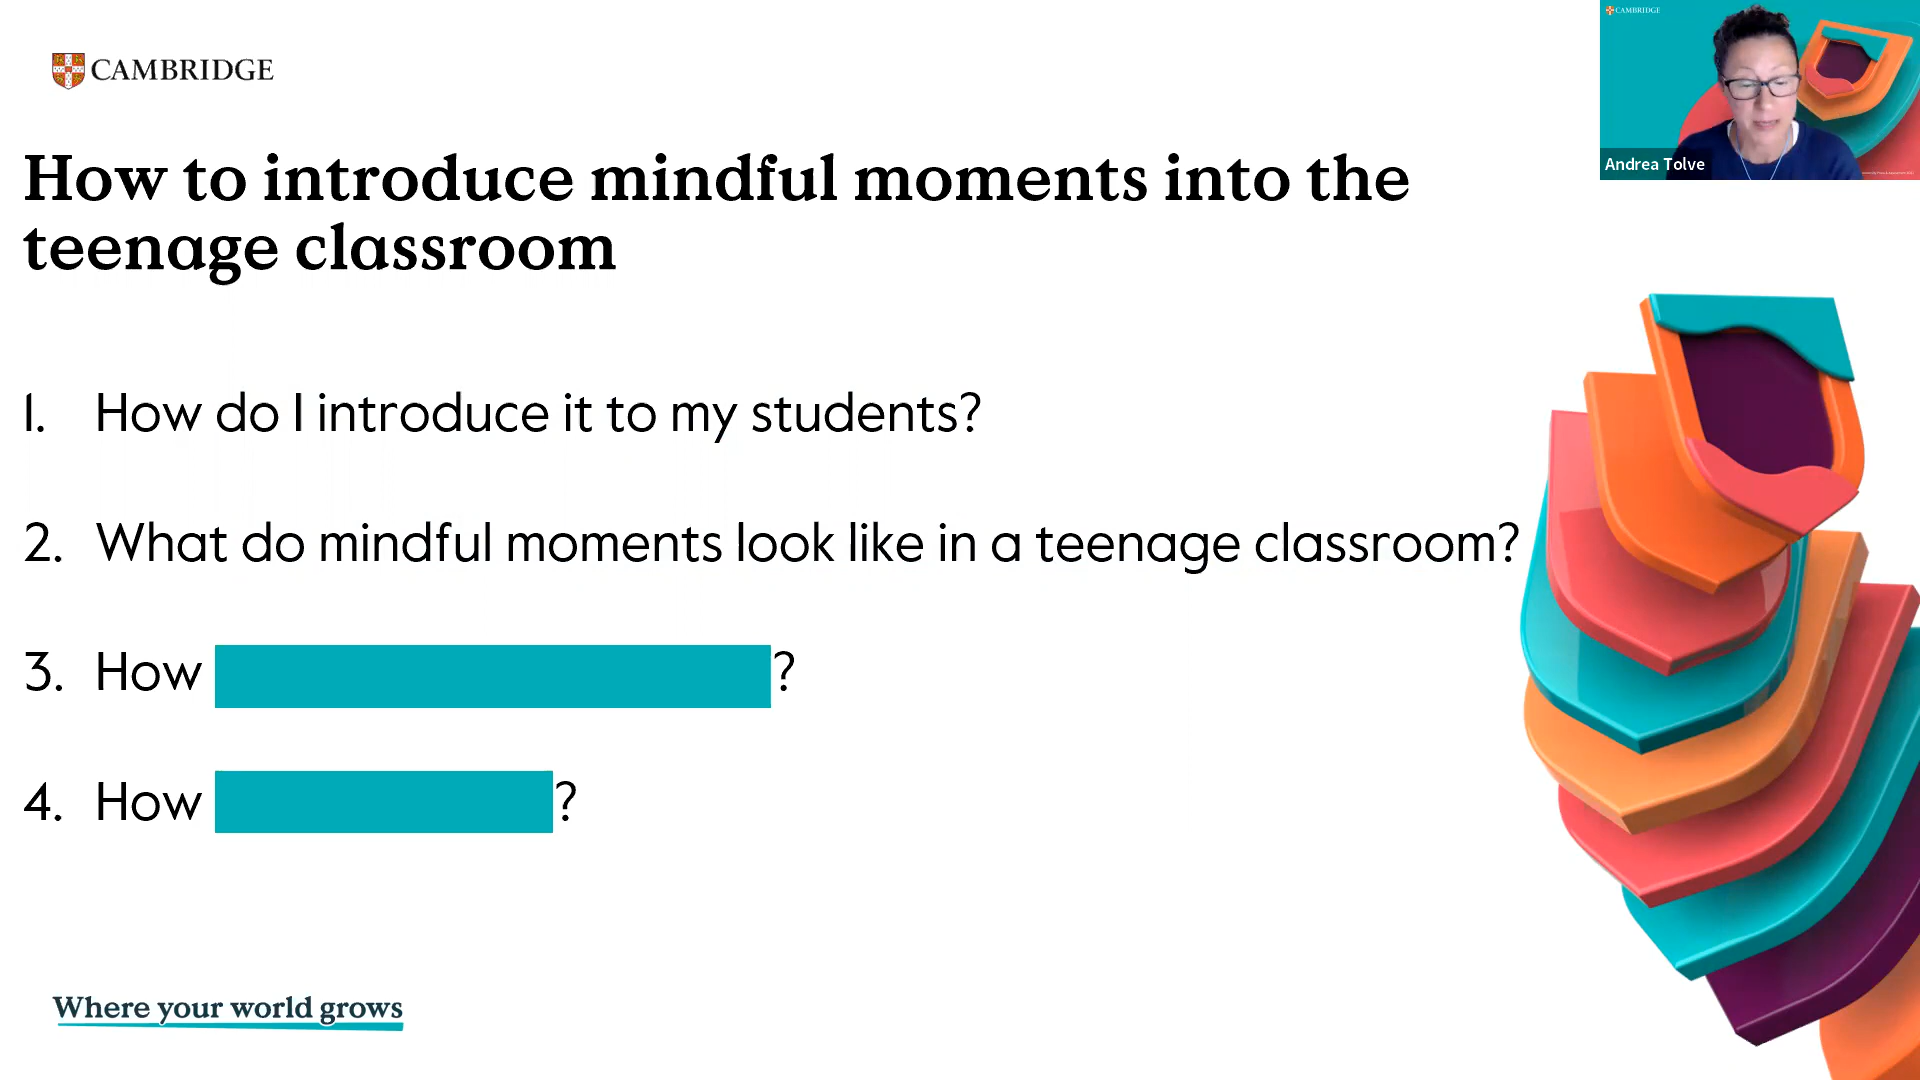 CAMBRIDGE
CAMBRIDGE
Andrea Tolve
How to introduce mindful moments into the
teenage classroom
1. How do I introduce it to my students?
2. What do mindful moments look like in a teenage classroom?
3. How ?
4. How ?
Where your world grows